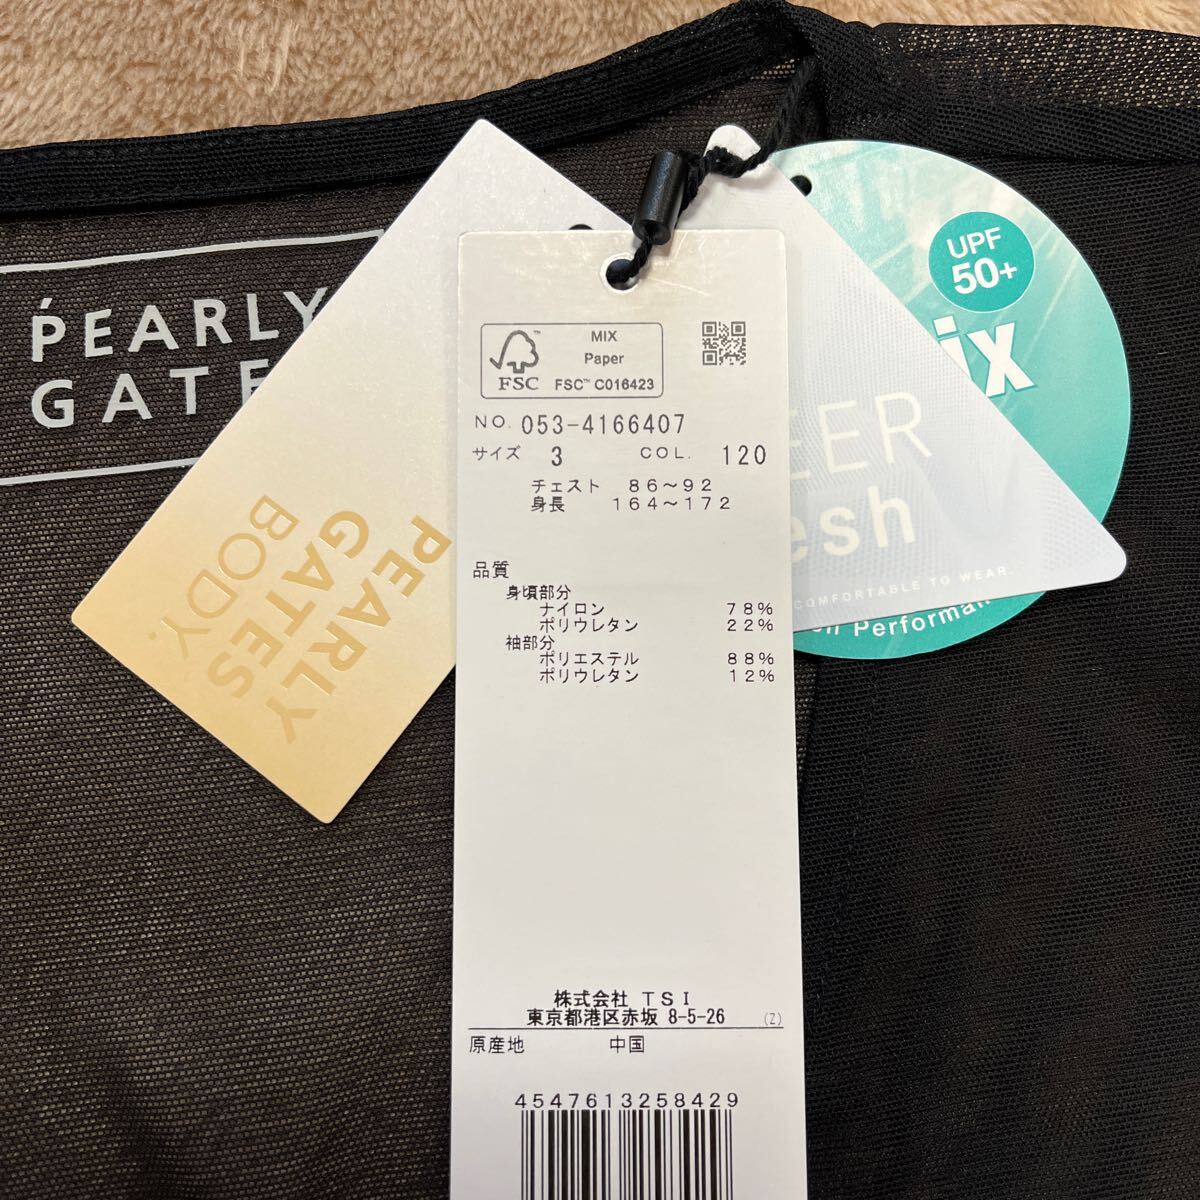 PEARLY
GATE
PEARLY
GATES
BODY.
FSC™
MIX
Paper
FSC™ C016423
NO. 053-4166407
サイズ 3 COL. 120
チェスト 86～92
身長 164～172
品質
身頃部分
ナイロン 78%
ポリウレタン 22%
袖部分
ポリエステル 88%
ポリウレタン 12%
株式会社 TSI
東京都港区赤坂 8-5-26 (Z)
原産地 中国
4547613258429
UPF
50+
ix
EER
esh
COMFORTABLE TO WEAR.